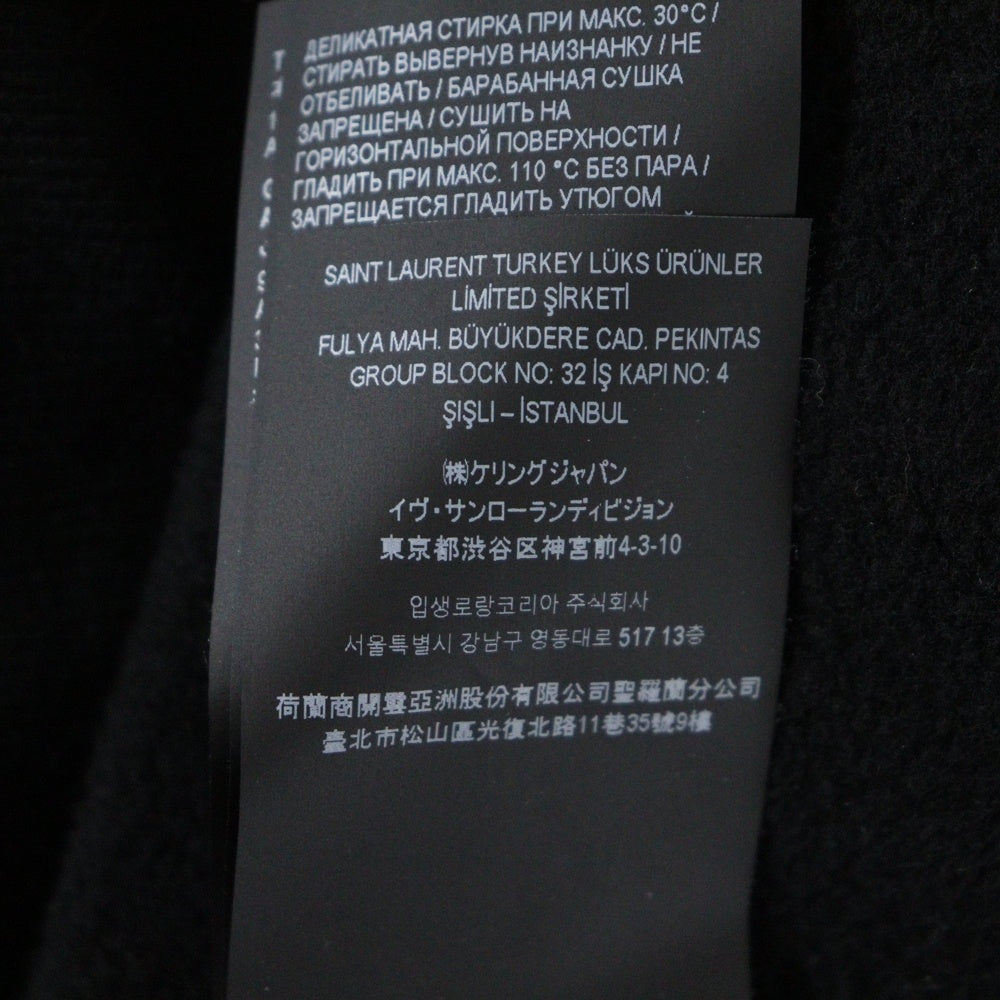 ДЕЛИКАТНАЯ СТИРКА ПРИ МАКС. 30°C /
СТИРАТЬ ВЫВЕРНУВ НАИЗНАНКУ / НЕ
ОТБЕЛИВАТЬ / БАРАБАННАЯ СУШКА
ЗАПРЕЩЕНА / СУШИТЬ НА
ГОРИЗОНТАЛЬНОЙ ПОВЕРХНОСТИ /
ГЛАДИТЬ ПРИ МАКС. 110 °C БЕЗ ПАРА /
ЗАПРЕЩАЕТСЯ ГЛАДИТЬ УТЮГОМ
SAINT LAURENT TURKEY LÜKS ÜRÜNLER
LİMİTED ŞİRKETİ
FULYA MAH. BÜYÜKDERE CAD. PEKINTAS
GROUP BLOCK NO: 32 İŞ KAPI NO: 4
ŞIŞLI – İSTANBUL
㈱ケリングジャパン
イヴ・サンローランディビジョン
東京都渋谷区神宮前4-3-10
입생로랑코리아 주식회사
서울특별시 강남구 영동대로 517 13층
荷蘭商開雲亞洲股份有限公司聖羅蘭分公司
臺北市松山區光復北路11巷35號9樓